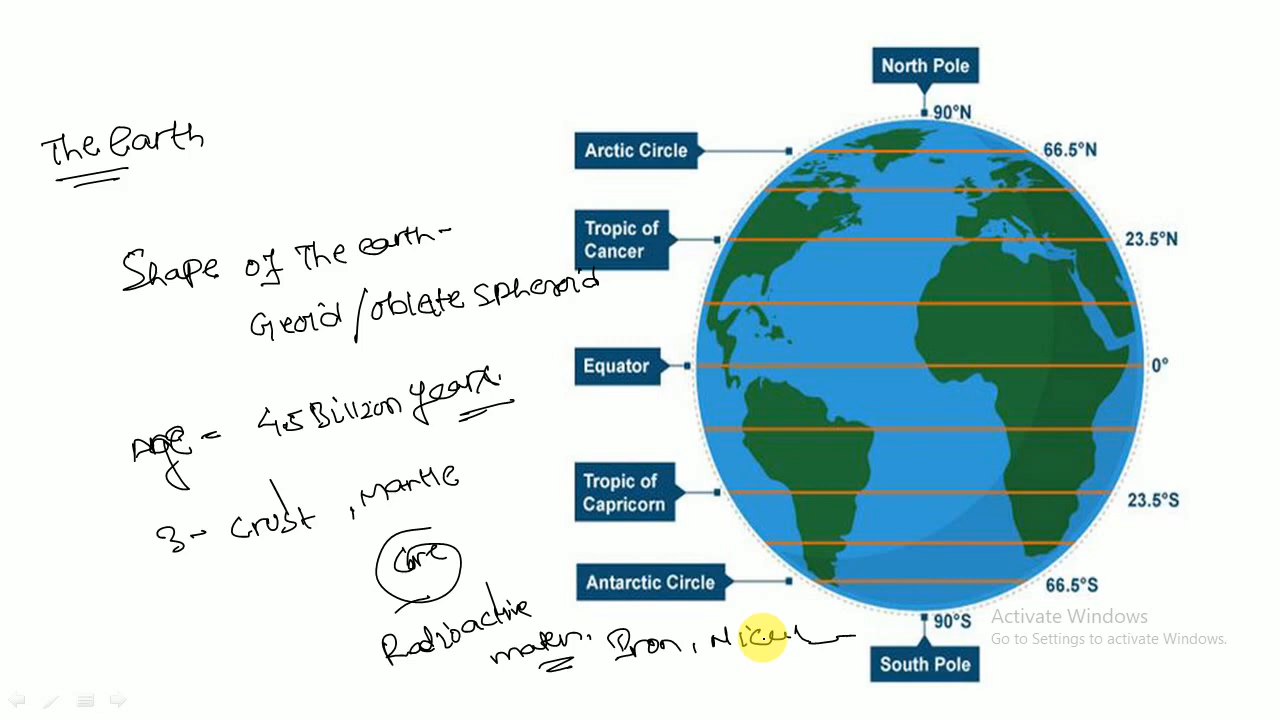 The Earth
Shape of The earth-
Geoid/oblate spheroid
Age = 4.5 Billion years.
3- crust, mantle
Core
Radioactive
Iron,
North Pole
90°N
Arctic Circle
66.5°N
Tropic of
Cancer
23.5°N
Equator
0°
Tropic of
Capricorn
23.5°S
Antarctic Circle
66.5°S
90°S
South Pole
Activate Windows
Go to Settings to activate Windows.